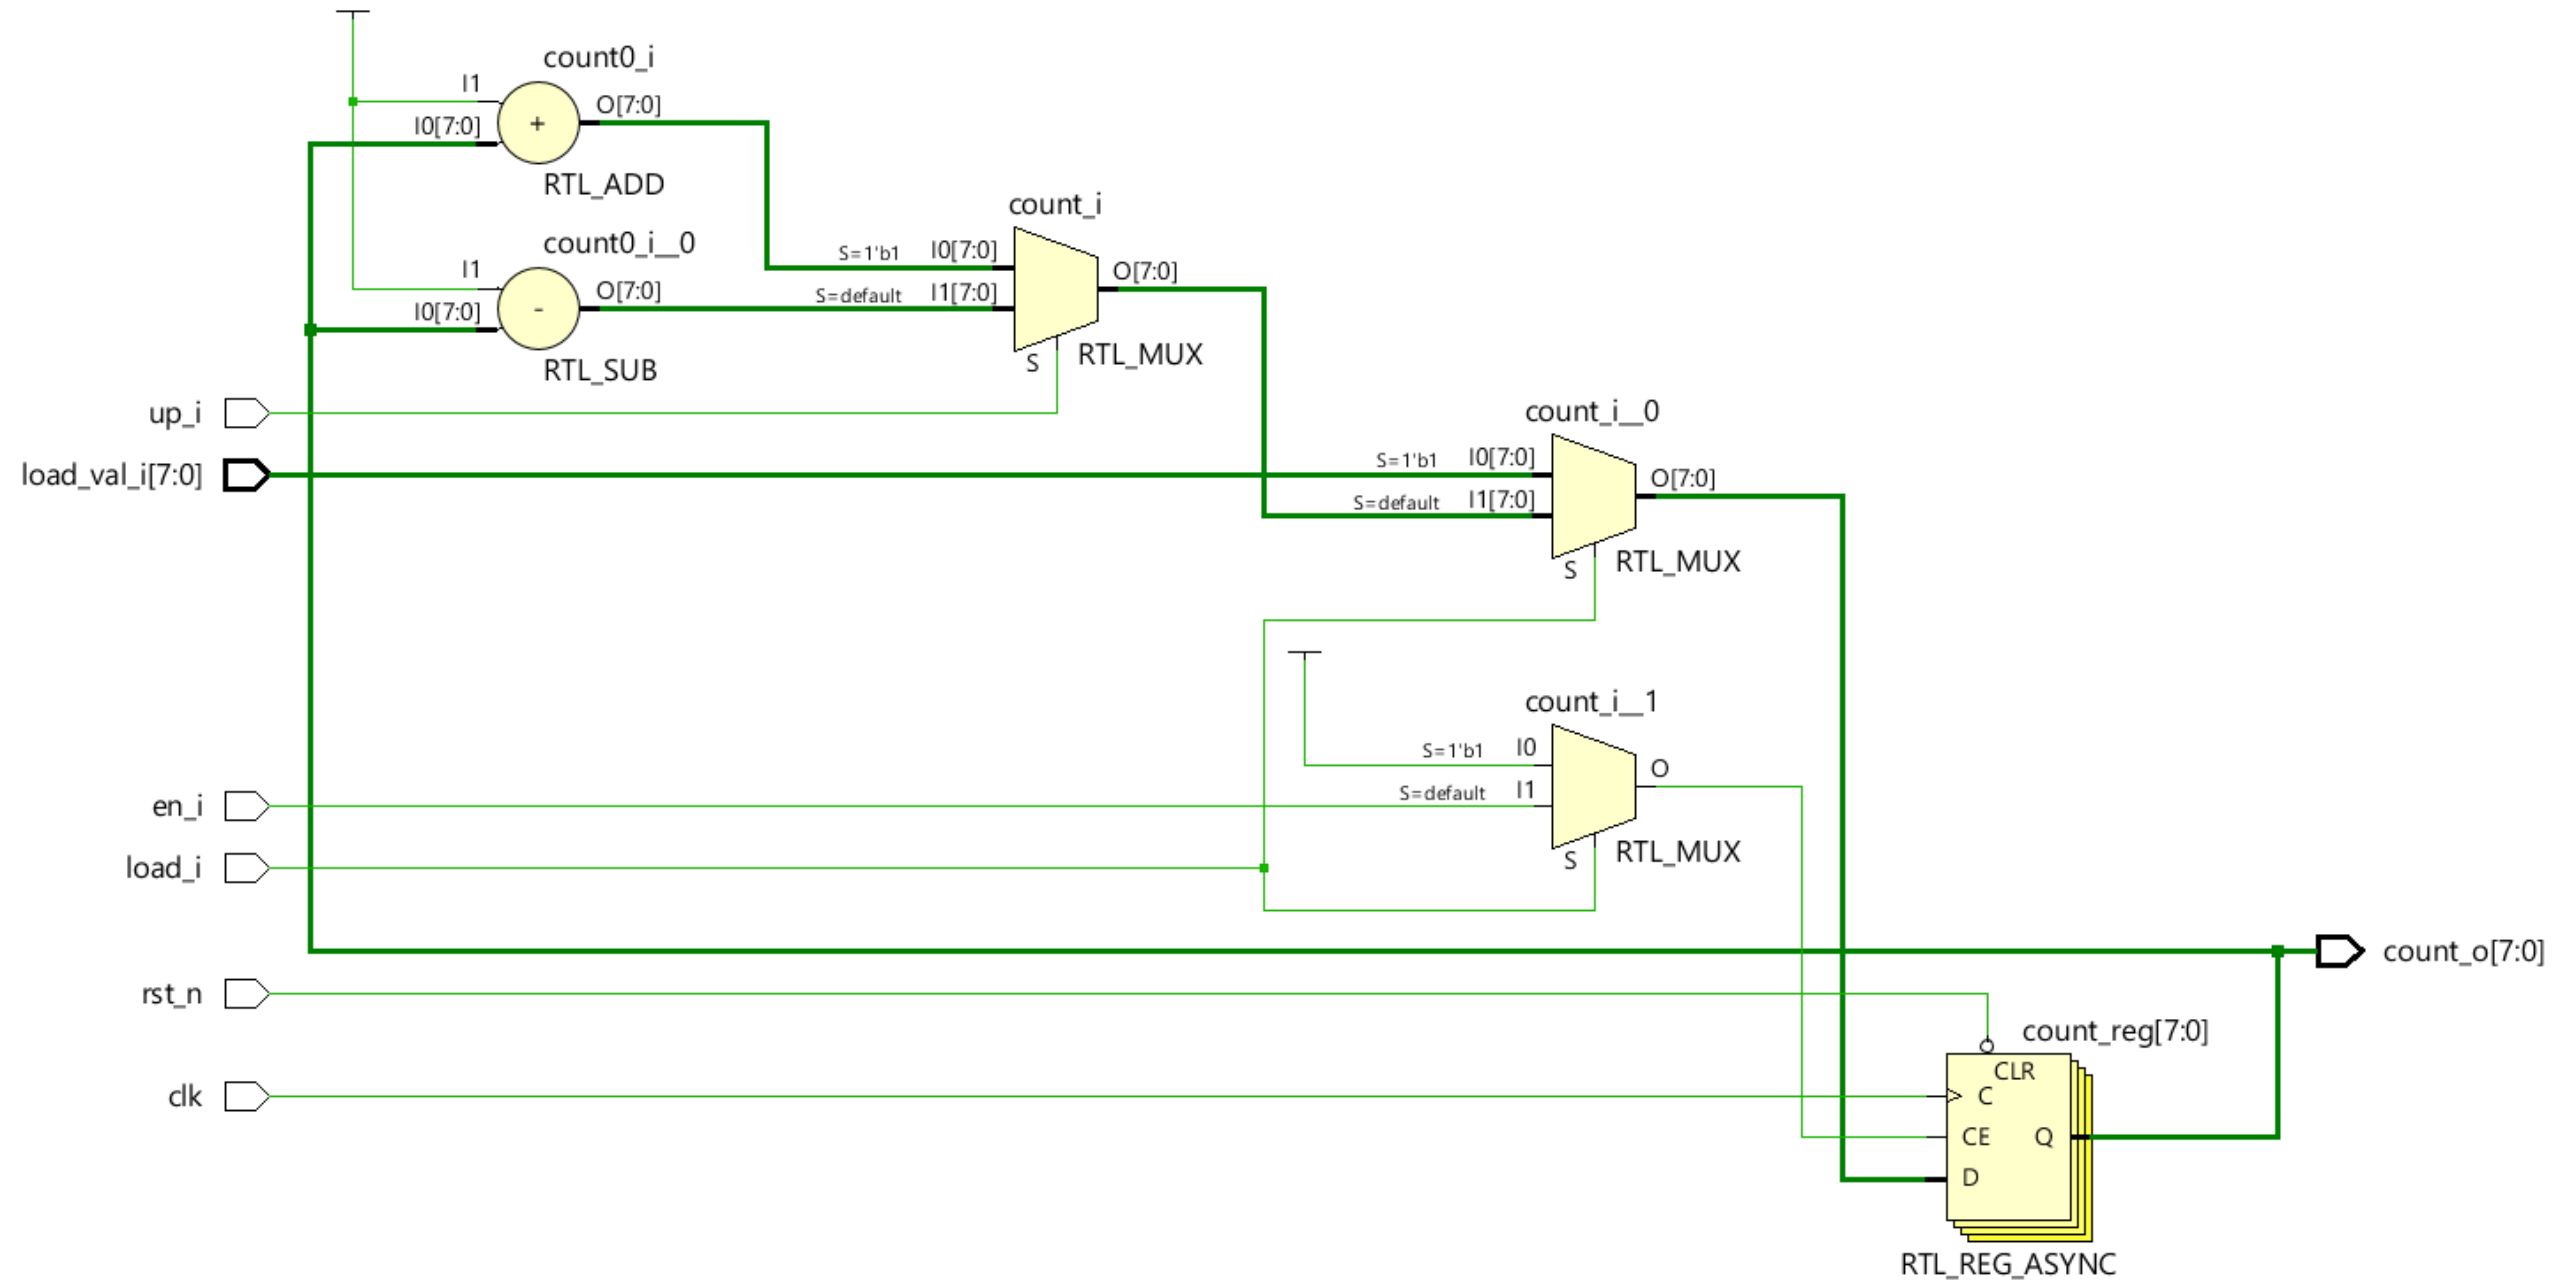 count0_i
I1
O[7:0]
I0[7:0]
+
RTL_ADD
count0_i__0
I1
O[7:0]
I0[7:0]
-
RTL_SUB
count_i
S=1'b1
I0[7:0]
S=default
I1[7:0]
O[7:0]
S
RTL_MUX
up_i
load_val_i[7:0]
count_i__0
S=1'b1
I0[7:0]
S=default
I1[7:0]
O[7:0]
S
RTL_MUX
count_i__1
S=1'b1
I0
S=default
I1
O
S
RTL_MUX
en_i
load_i
count_o[7:0]
rst_n
count_reg[7:0]
CLR
clk
C
CE
Q
D
RTL_REG_ASYNC